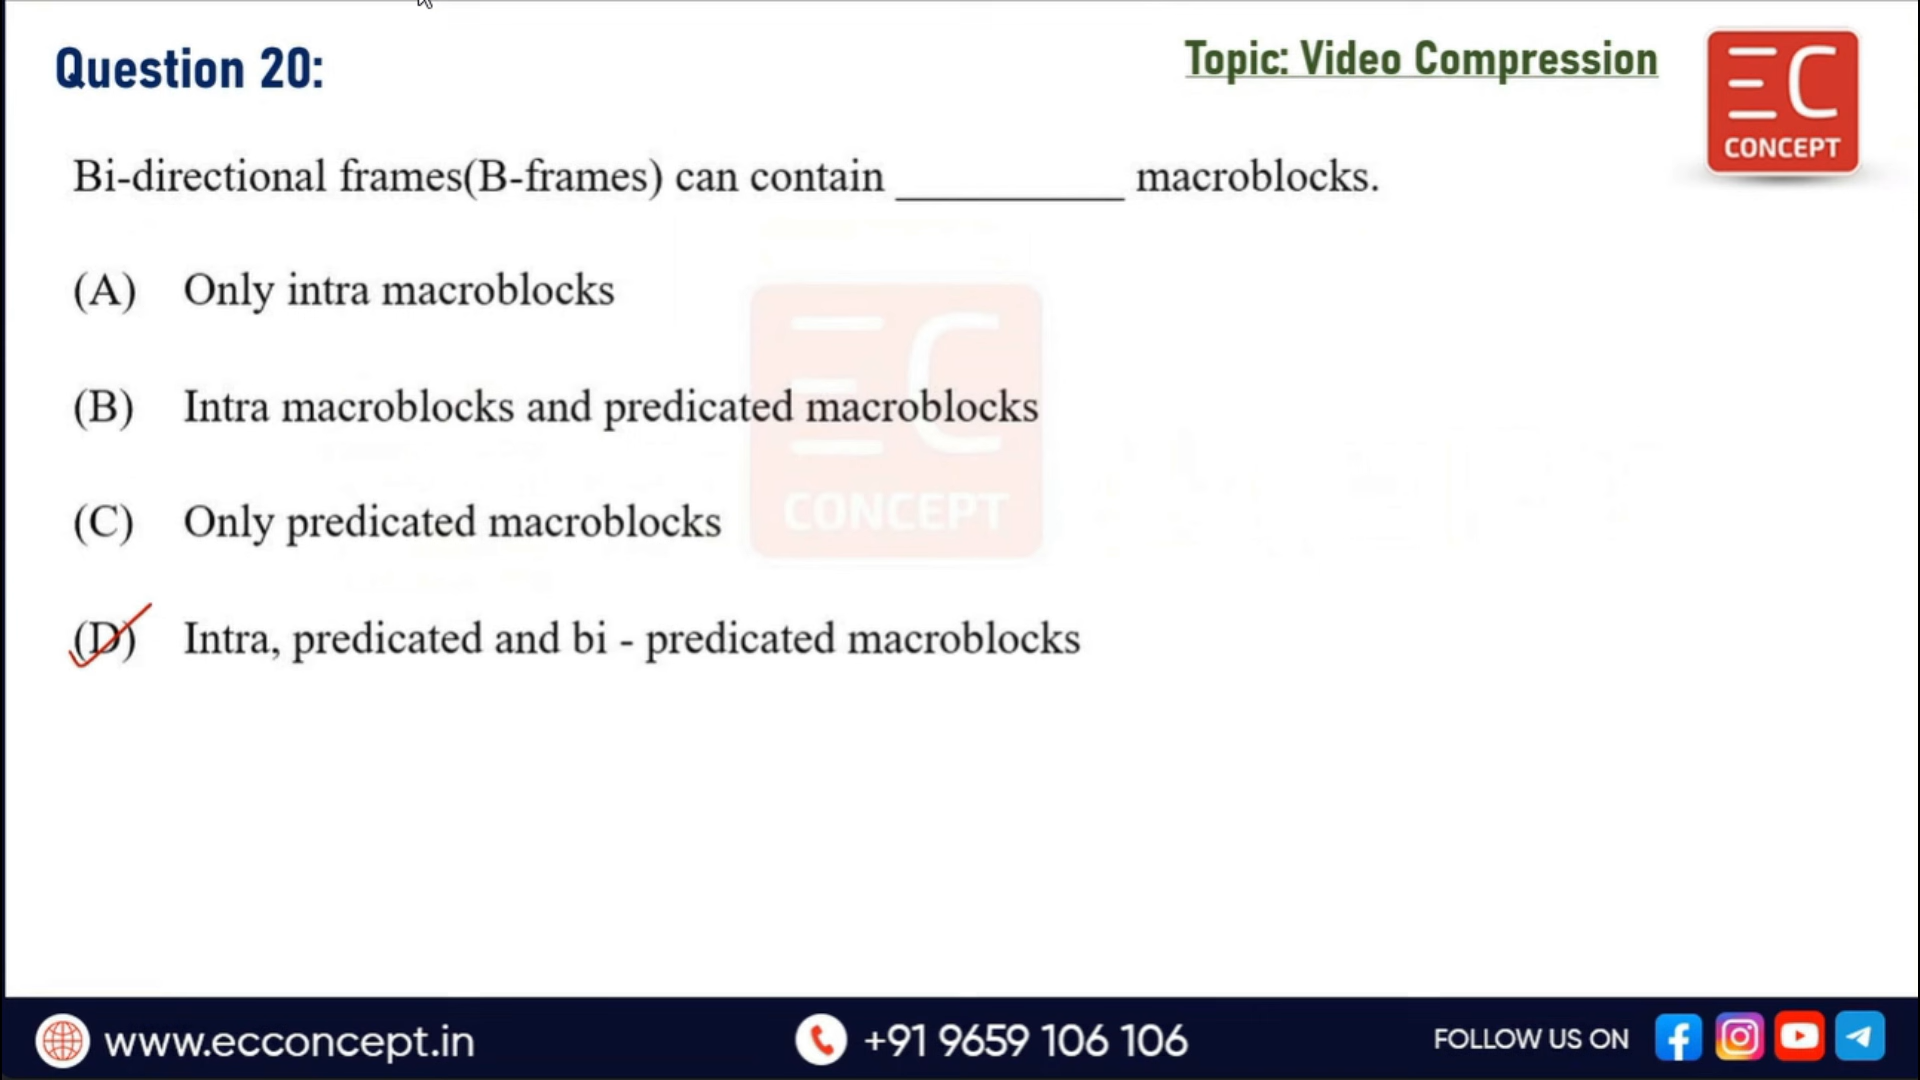 Question 20:
Topic: Video Compression
EC
CONCEPT
Bi-directional frames(B-frames) can contain __________ macroblocks.
(A) Only intra macroblocks
(B) Intra macroblocks and predicated macroblocks
(C) Only predicated macroblocks
(D) Intra, predicated and bi - predicated macroblocks
EC
CONCEPT
www.ecconcept.in
+91 9659 106 106
FOLLOW US ON